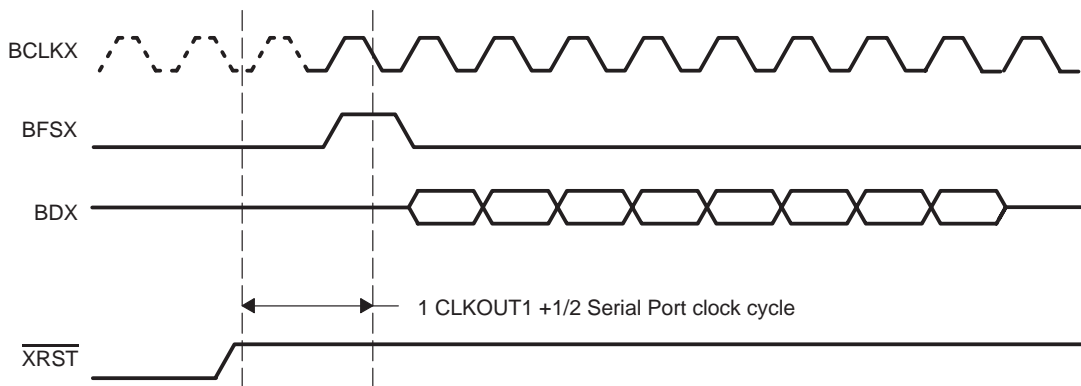 BCLKX
BFSX
BDX
1 CLKOUT1 +1/2 Serial Port clock cycle
XRST